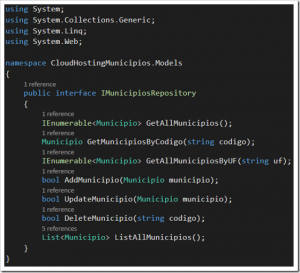 using System;
using System.Collections.Generic;
using System.Linq;
using System.Web;
namespace CloudHostingMunicipios.Models
{
1 reference
public interface IMunicipiosRepository
{
1 reference
IEnumerable<Municipio> GetAllMunicipios();
1 reference
Municipio GetMunicipiosByCodigo(string codigo);
1 reference
IEnumerable<Municipio> GetAllMunicipiosByUF(string uf);
1 reference
bool AddMunicipio(Municipio municipio);
1 reference
bool UpdateMunicipio(Municipio municipio);
1 reference
bool DeleteMunicipio(string codigo);
5 references
List<Municipio> ListAllMunicipios();
}
}